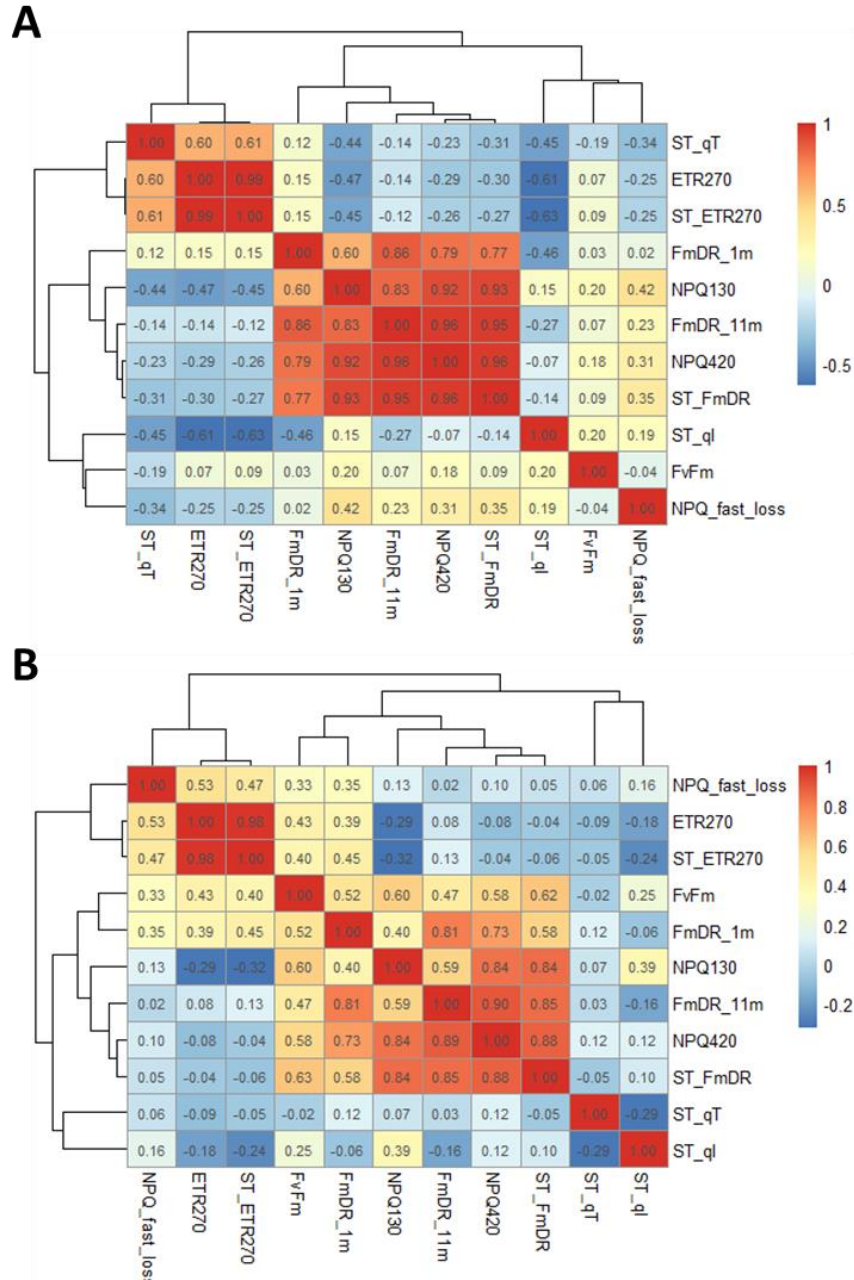 A
1.00 0.60 0.61 0.12 -0.44 -0.14 -0.23 -0.31 -0.45 -0.19 -0.34 ST_qT
0.60 1.00 0.99 0.15 -0.47 -0.14 -0.29 -0.30 -0.61 0.07 -0.25 ETR270
0.61 0.99 1.00 0.15 -0.45 -0.12 -0.26 -0.27 -0.63 0.09 -0.25 ST_ETR270
0.12 0.15 0.15 1.00 0.60 0.86 0.79 0.77 -0.46 0.03 0.02 FmDR_1m
-0.44 -0.47 -0.45 0.60 1.00 0.83 0.92 0.93 0.15 0.20 0.42 NPQ130
-0.14 -0.14 -0.12 0.86 0.83 1.00 0.96 0.95 -0.27 0.07 0.23 FmDR_11m
-0.23 -0.29 -0.26 0.79 0.92 0.96 1.00 0.96 -0.07 0.18 0.31 NPQ420
-0.31 -0.30 -0.27 0.77 0.93 0.95 0.96 1.00 -0.14 0.09 0.35 ST_FmDR
-0.45 -0.61 -0.63 -0.46 0.15 -0.27 -0.07 -0.14 1.00 0.20 0.19 ST_qI
-0.19 0.07 0.09 0.03 0.20 0.07 0.18 0.09 0.20 1.00 -0.04 FvFm
-0.34 -0.25 -0.25 0.02 0.42 0.23 0.31 0.35 0.19 -0.04 1.00 NPQ_fast_loss
ST_qT ETR270 ST_ETR270 FmDR_1m NPQ130 FmDR_11m NPQ420 ST_FmDR ST_qI FvFm NPQ_fast_loss
1
0.5
0
-0.5
B
1.00 0.53 0.47 0.33 0.35 0.13 0.02 0.10 0.05 0.06 0.16 NPQ_fast_loss
0.53 1.00 0.98 0.43 0.39 -0.29 0.08 -0.08 -0.04 -0.09 -0.18 ETR270
0.47 0.98 1.00 0.40 0.45 -0.32 0.13 -0.04 -0.06 -0.05 -0.24 ST_ETR270
0.33 0.43 0.40 1.00 0.52 0.60 0.47 0.58 0.62 -0.02 0.25 FvFm
0.35 0.39 0.45 0.52 1.00 0.40 0.81 0.73 0.58 0.12 -0.06 FmDR_1m
0.13 -0.29 -0.32 0.60 0.40 1.00 0.59 0.84 0.84 0.07 0.39 NPQ130
0.02 0.08 0.13 0.47 0.81 0.59 1.00 0.90 0.85 0.03 -0.16 FmDR_11m
0.10 -0.08 -0.04 0.58 0.73 0.84 0.89 1.00 0.88 0.12 0.12 NPQ420
0.05 -0.04 -0.06 0.63 0.58 0.84 0.85 0.88 1.00 -0.05 0.10 ST_FmDR
0.06 -0.09 -0.05 -0.02 0.12 0.07 0.03 0.12 -0.05 1.00 -0.29 ST_qT
0.16 -0.18 -0.24 0.25 -0.06 0.39 -0.16 0.12 0.10 -0.29 1.00 ST_qI
NPQ_fast_loss ETR270 ST_ETR270 FvFm FmDR_1m NPQ130 FmDR_11m NPQ420 ST_FmDR ST_qT ST_qI
1
0.8
0.6
0.4
0.2
0
-0.2